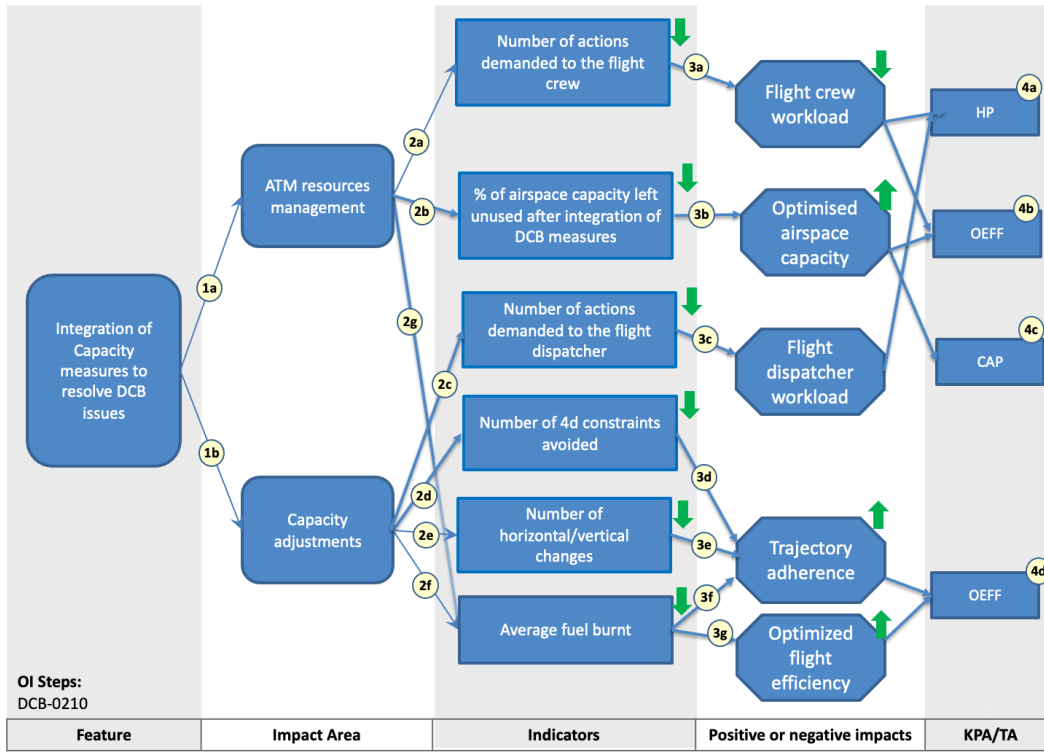 Integration of
Capacity
measures to
resolve DCB
issues
OI Steps:
DCB-0210
1a
1b
ATM resources
management
Capacity
adjustments
2a
2b
2g
2c
2d
2e
2f
Number of actions
demanded to the flight
crew
% of airspace capacity left
unused after integration of
DCB measures
Number of actions
demanded to the flight
dispatcher
Number of 4d constraints
avoided
Number of
horizontal/vertical
changes
Average fuel burnt
3a
3b
3c
3d
3e
3f
3g
Flight crew
workload
Optimised
airspace
capacity
Flight
dispatcher
workload
Trajectory
adherence
Optimized
flight
efficiency
4a
HP
4b
OEFF
4c
CAP
4d
OEFF
Feature
Impact Area
Indicators
Positive or negative impacts
KPA/TA